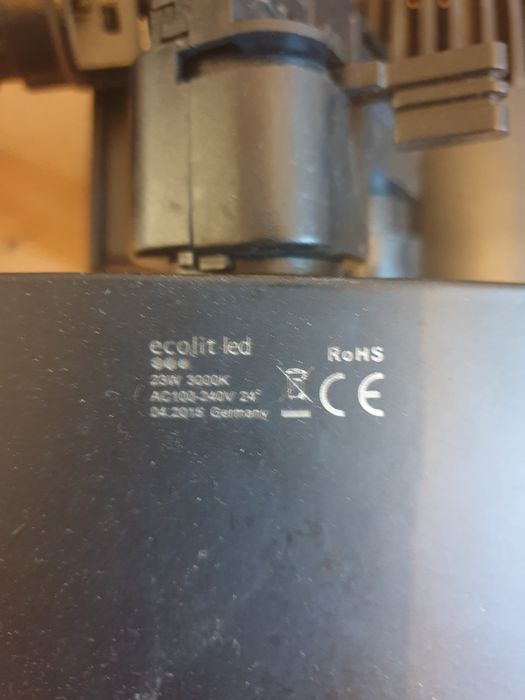 ecolit·led
RoHS
23W 3000K
AC100-240V 24°
04.2015 Germany
CE